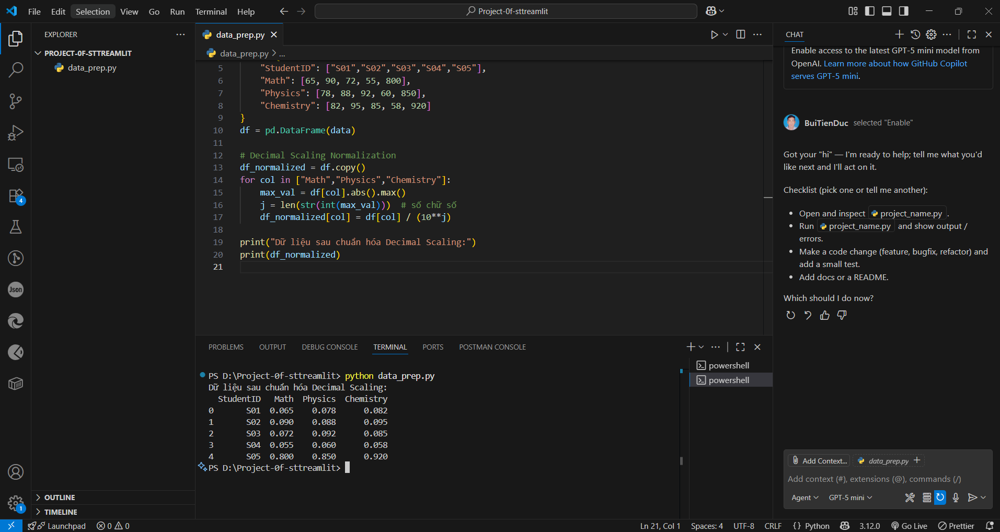 File Edit Selection View Go Run Terminal Help
Project-0f-sttreamlit
EXPLORER
PROJECT-0F-STTREAMLIT
data_prep.py
OUTLINE
TIMELINE
4
Json
1
data_prep.py
data_prep.py > ...
5 "StudentID": ["S01","S02","S03","S04","S05"],
6 "Math": [65, 90, 72, 55, 800],
7 "Physics": [78, 88, 92, 60, 850],
8 "Chemistry": [82, 95, 85, 58, 920]
9 }
10 df = pd.DataFrame(data)
11
12 # Decimal Scaling Normalization
13 df_normalized = df.copy()
14 for col in ["Math","Physics","Chemistry"]:
15 max_val = df[col].abs().max()
16 j = len(str(int(max_val))) # số chữ số
17 df_normalized[col] = df[col] / (10**j)
18
19 print("Dữ liệu sau chuẩn hóa Decimal Scaling:")
20 print(df_normalized)
21
PROBLEMS OUTPUT DEBUG CONSOLE TERMINAL PORTS POSTMAN CONSOLE
PS D:\Project-0f-sttreamlit> python data_prep.py
Dữ liệu sau chuẩn hóa Decimal Scaling:
StudentID Math Physics Chemistry
0 S01 0.065 0.078 0.082
1 S02 0.090 0.088 0.095
2 S03 0.072 0.092 0.085
3 S04 0.055 0.060 0.058
4 S05 0.800 0.850 0.920
PS D:\Project-0f-sttreamlit>
powershell
powershell
CHAT
Enable access to the latest GPT-5 mini model from
OpenAI. Learn more about how GitHub Copilot
serves GPT-5 mini.
BuiTienDuc selected "Enable"
Got your "hi" — I'm ready to help; tell me what you'd
like next and I'll act on it.
Checklist (pick one or tell me another):
• Open and inspect project_name.py .
• Run project_name.py and show output /
errors.
• Make a code change (feature, bugfix, refactor) and
add a small test.
• Add docs or a README.
Which should I do now?
Add Context... data_prep.py
Add context (#), extensions (@), commands (/)
Agent GPT-5 mini
Launchpad 0 0
Ln 21, Col 1 Spaces: 4 UTF-8 CRLF {} Python 3.12.0 Go Live Prettier